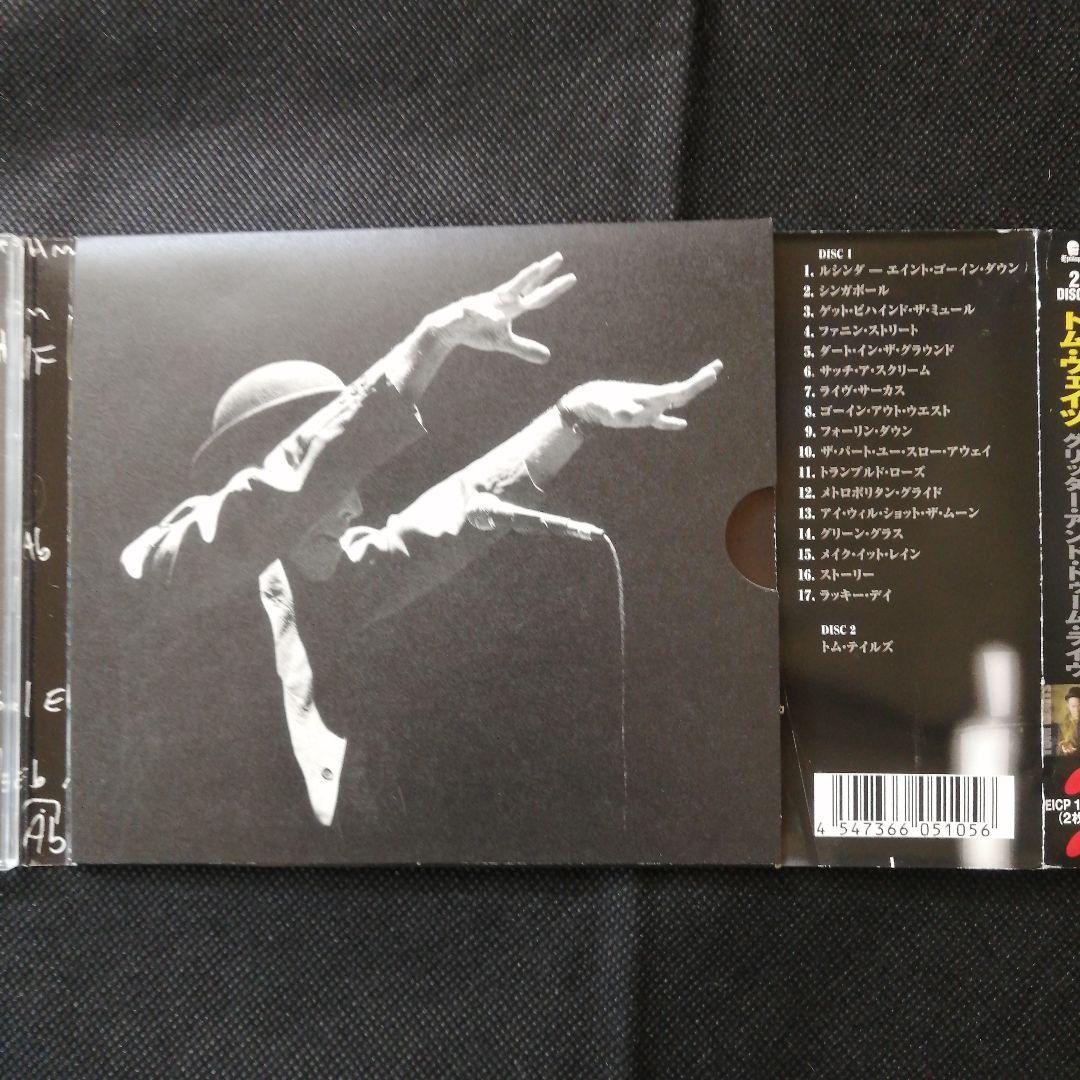 Hm
m
F
Ab
E
Eb
Ab
DISC 1
1. ルシンダ — エイント・ゴーイン・ダウン
2. シンガポール
3. ゲット・ビハインド・ザ・ミュール
4. ファニン・ストリート
5. ダート・イン・ザ・グラウンド
6. サッチ・ア・スクリーム
7. ライヴ・サーカス
8. ゴーイン・アウト・ウエスト
9. フォーリン・ダウン
10. ザ・パート・ユー・スロー・アウェイ
11. トランプルド・ローズ
12. メトロポリタン・グライド
13. アイ・ウィル・ショット・ザ・ムーン
14. グリーン・グラス
15. メイク・イット・レイン
16. ストーリー
17. ラッキー・デイ
DISC 2
トム・テイルズ
4 547366 051056
2
DISC
トム・ウェイツ
グリッター・アンド・ドゥーム・ライヴ
EICP 1
(2枚